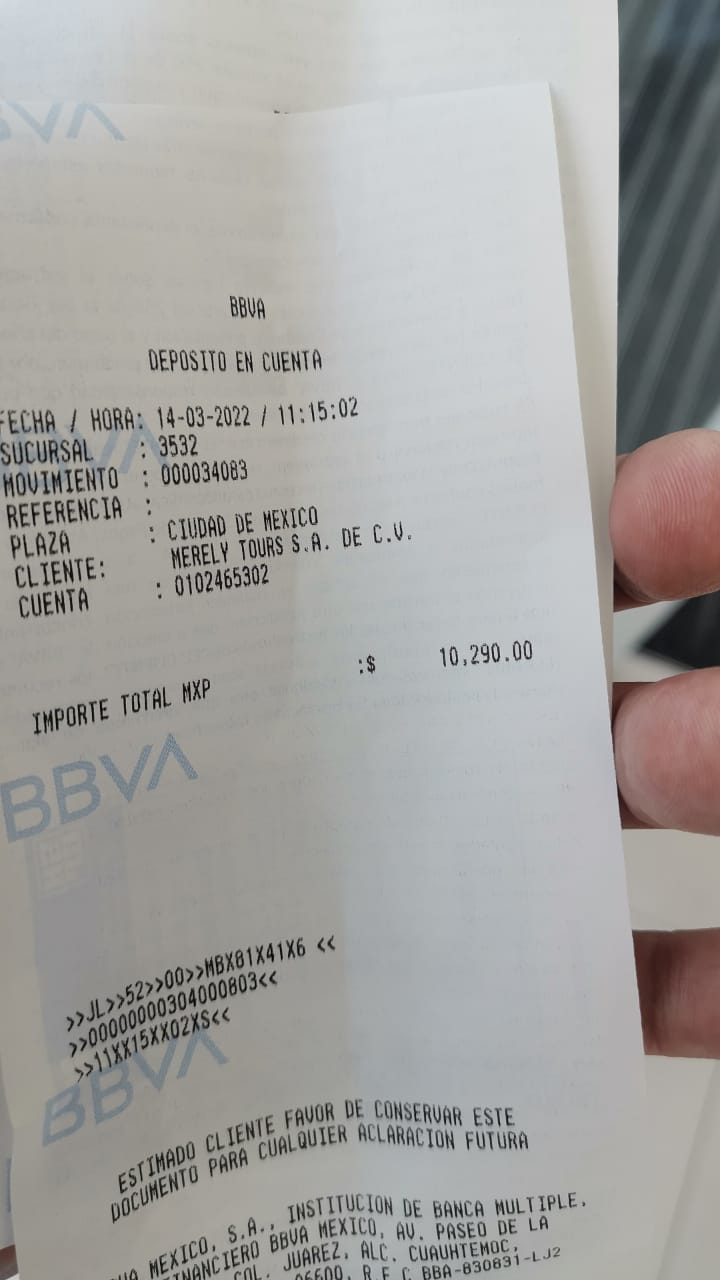 BBVA
BBVA
DEPOSITO EN CUENTA
FECHA / HORA: 14-03-2022 / 11:15:02
SUCURSAL : 3532
MOVIMIENTO : 000034083
REFERENCIA :
PLAZA : CIUDAD DE MEXICO
CLIENTE: MERELY TOURS S.A. DE C.V.
CUENTA : 0102465302
IMPORTE TOTAL MXP :$ 10,290.00
BBVA
>>JL>>52>>00>>MBX81X41X6 <<
>>00000000304000803<<
>>11XX15XX02XS<<
BBVA
ESTIMADO CLIENTE FAVOR DE CONSERVAR ESTE
DOCUMENTO PARA CUALQUIER ACLARACION FUTURA
MEXICO, S.A., INSTITUCION DE BANCA MULTIPLE,
FINANCIERO BBVA MEXICO, AV. PASEO DE LA
COL. JUAREZ, ALC. CUAUHTEMOC,
06600, R.F.C BBA-830831-LJ2